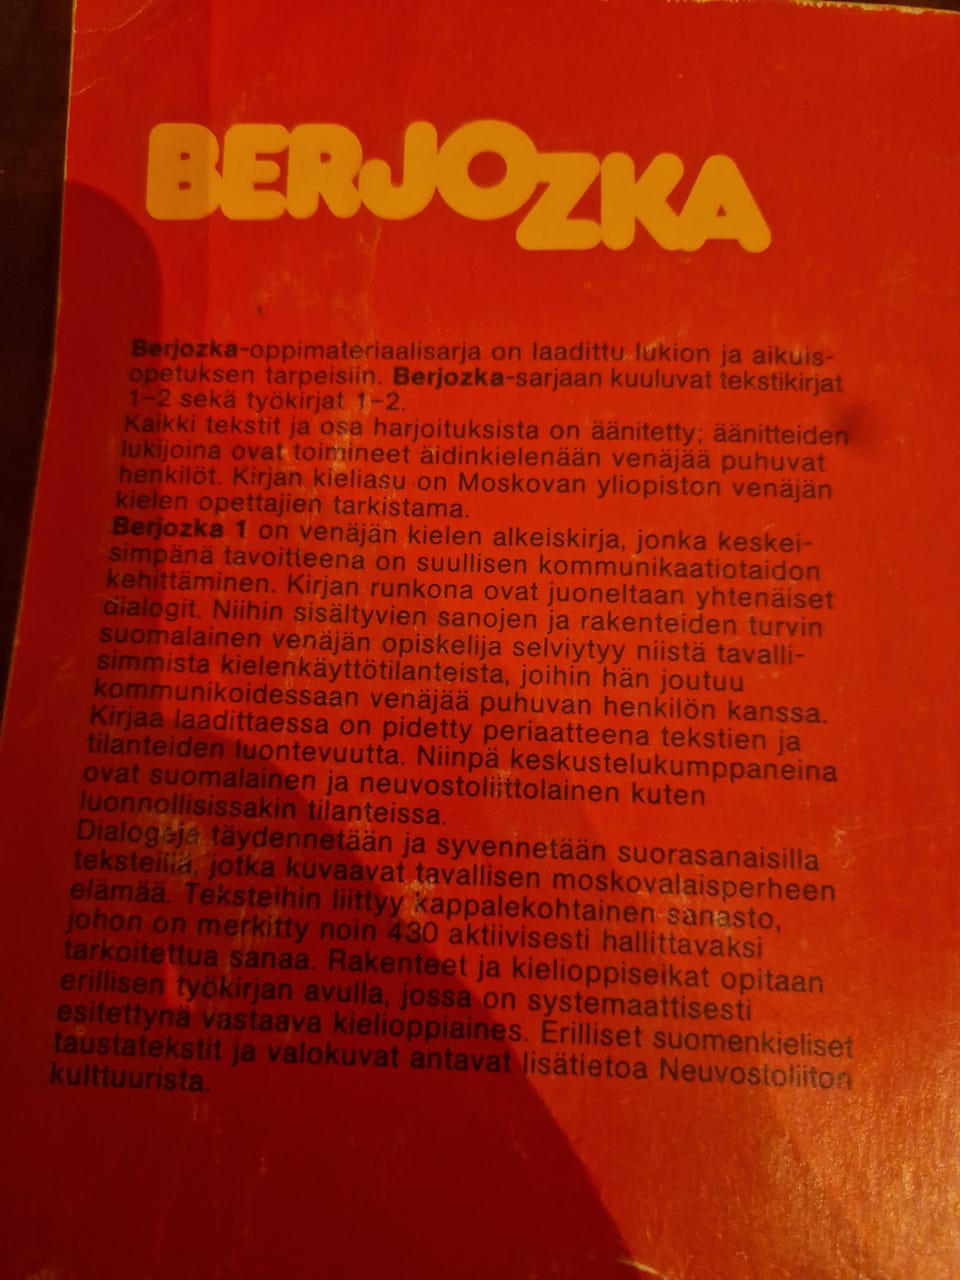 BERJOZKA
Berjozka-oppimateriaalisarja on laadittu lukion ja aikuis-
opetuksen tarpeisiin. Berjozka-sarjaan kuuluvat tekstikirjat
1–2 sekä työkirjat 1–2.
Kaikki tekstit ja osa harjoituksista on äänitetty; äänitteiden
lukijoina ovat toimineet äidinkielenään venäjää puhuvat
henkilöt. Kirjan kieliasu on Moskovan yliopiston venäjän
kielen opettajien tarkistama.
Berjozka 1 on venäjän kielen alkeiskirja, jonka keskei-
simpänä tavoitteena on suullisen kommunikaatiotaidon
kehittäminen. Kirjan runkona ovat juoneltaan yhtenäiset
dialogit. Niihin sisältyvien sanojen ja rakenteiden turvin
suomalainen venäjän opiskelija selviytyy niistä tavalli-
simmista kielenkäyttötilanteista, joihin hän joutuu
kommunikoidessaan venäjää puhuvan henkilön kanssa.
Kirjaa laadittaessa on pidetty periaatteena tekstien ja
tilanteiden luontevuutta. Niinpä keskustelukumppaneina
ovat suomalainen ja neuvostoliittolainen kuten
luonnollisissakin tilanteissa.
Dialogeja täydennetään ja syvennetään suorasanaisilla
teksteillä, jotka kuvaavat tavallisen moskovalaisperheen
elämää. Teksteihin liittyy kappalekohtainen sanasto,
johon on merkitty noin 430 aktiivisesti hallittavaksi
tarkoitettua sanaa. Rakenteet ja kielioppiseikat opitaan
erillisen työkirjan avulla, jossa on systemaattisesti
esitettynä vastaava kielioppiaines. Erilliset suomenkieliset
taustatekstit ja valokuvat antavat lisätietoa Neuvostoliiton
kulttuurista.